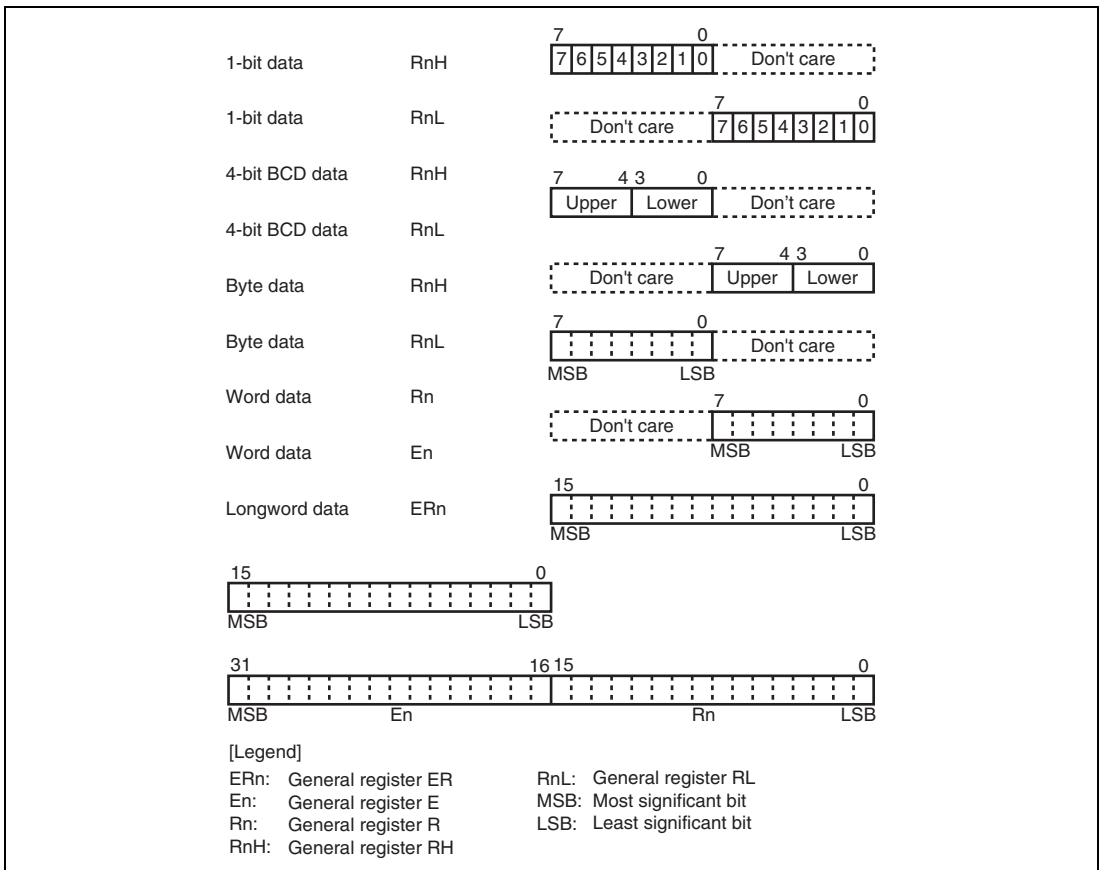 7 0
1-bit data RnH 7 6 5 4 3 2 1 0 Don't care
7 0
1-bit data RnL Don't care 7 6 5 4 3 2 1 0
4-bit BCD data RnH 7 4 3 0
Upper Lower Don't care
4-bit BCD data RnL
7 4 3 0
Byte data RnH Don't care Upper Lower
7 0
Byte data RnL Don't care
MSB LSB
Word data Rn 7 0
Don't care
Word data En MSB LSB
15 0
Longword data ERn
MSB LSB
15 0
MSB LSB
31 16 15 0
MSB En Rn LSB
[Legend]
ERn: General register ER RnL: General register RL
En: General register E MSB: Most significant bit
Rn: General register R LSB: Least significant bit
RnH: General register RH